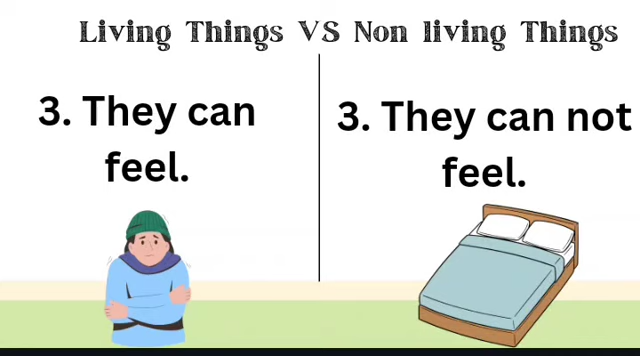 Living Things VS Non living Things
3. They can
feel.
3. They can not
feel.